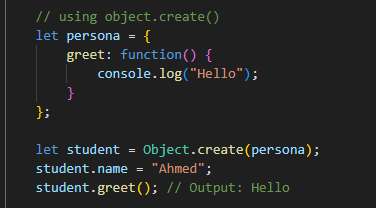 // using object.create()
let persona = {
    greet: function() {
        console.log("Hello");
    }
};

let student = Object.create(persona);
student.name = "Ahmed";
student.greet(); // Output: Hello